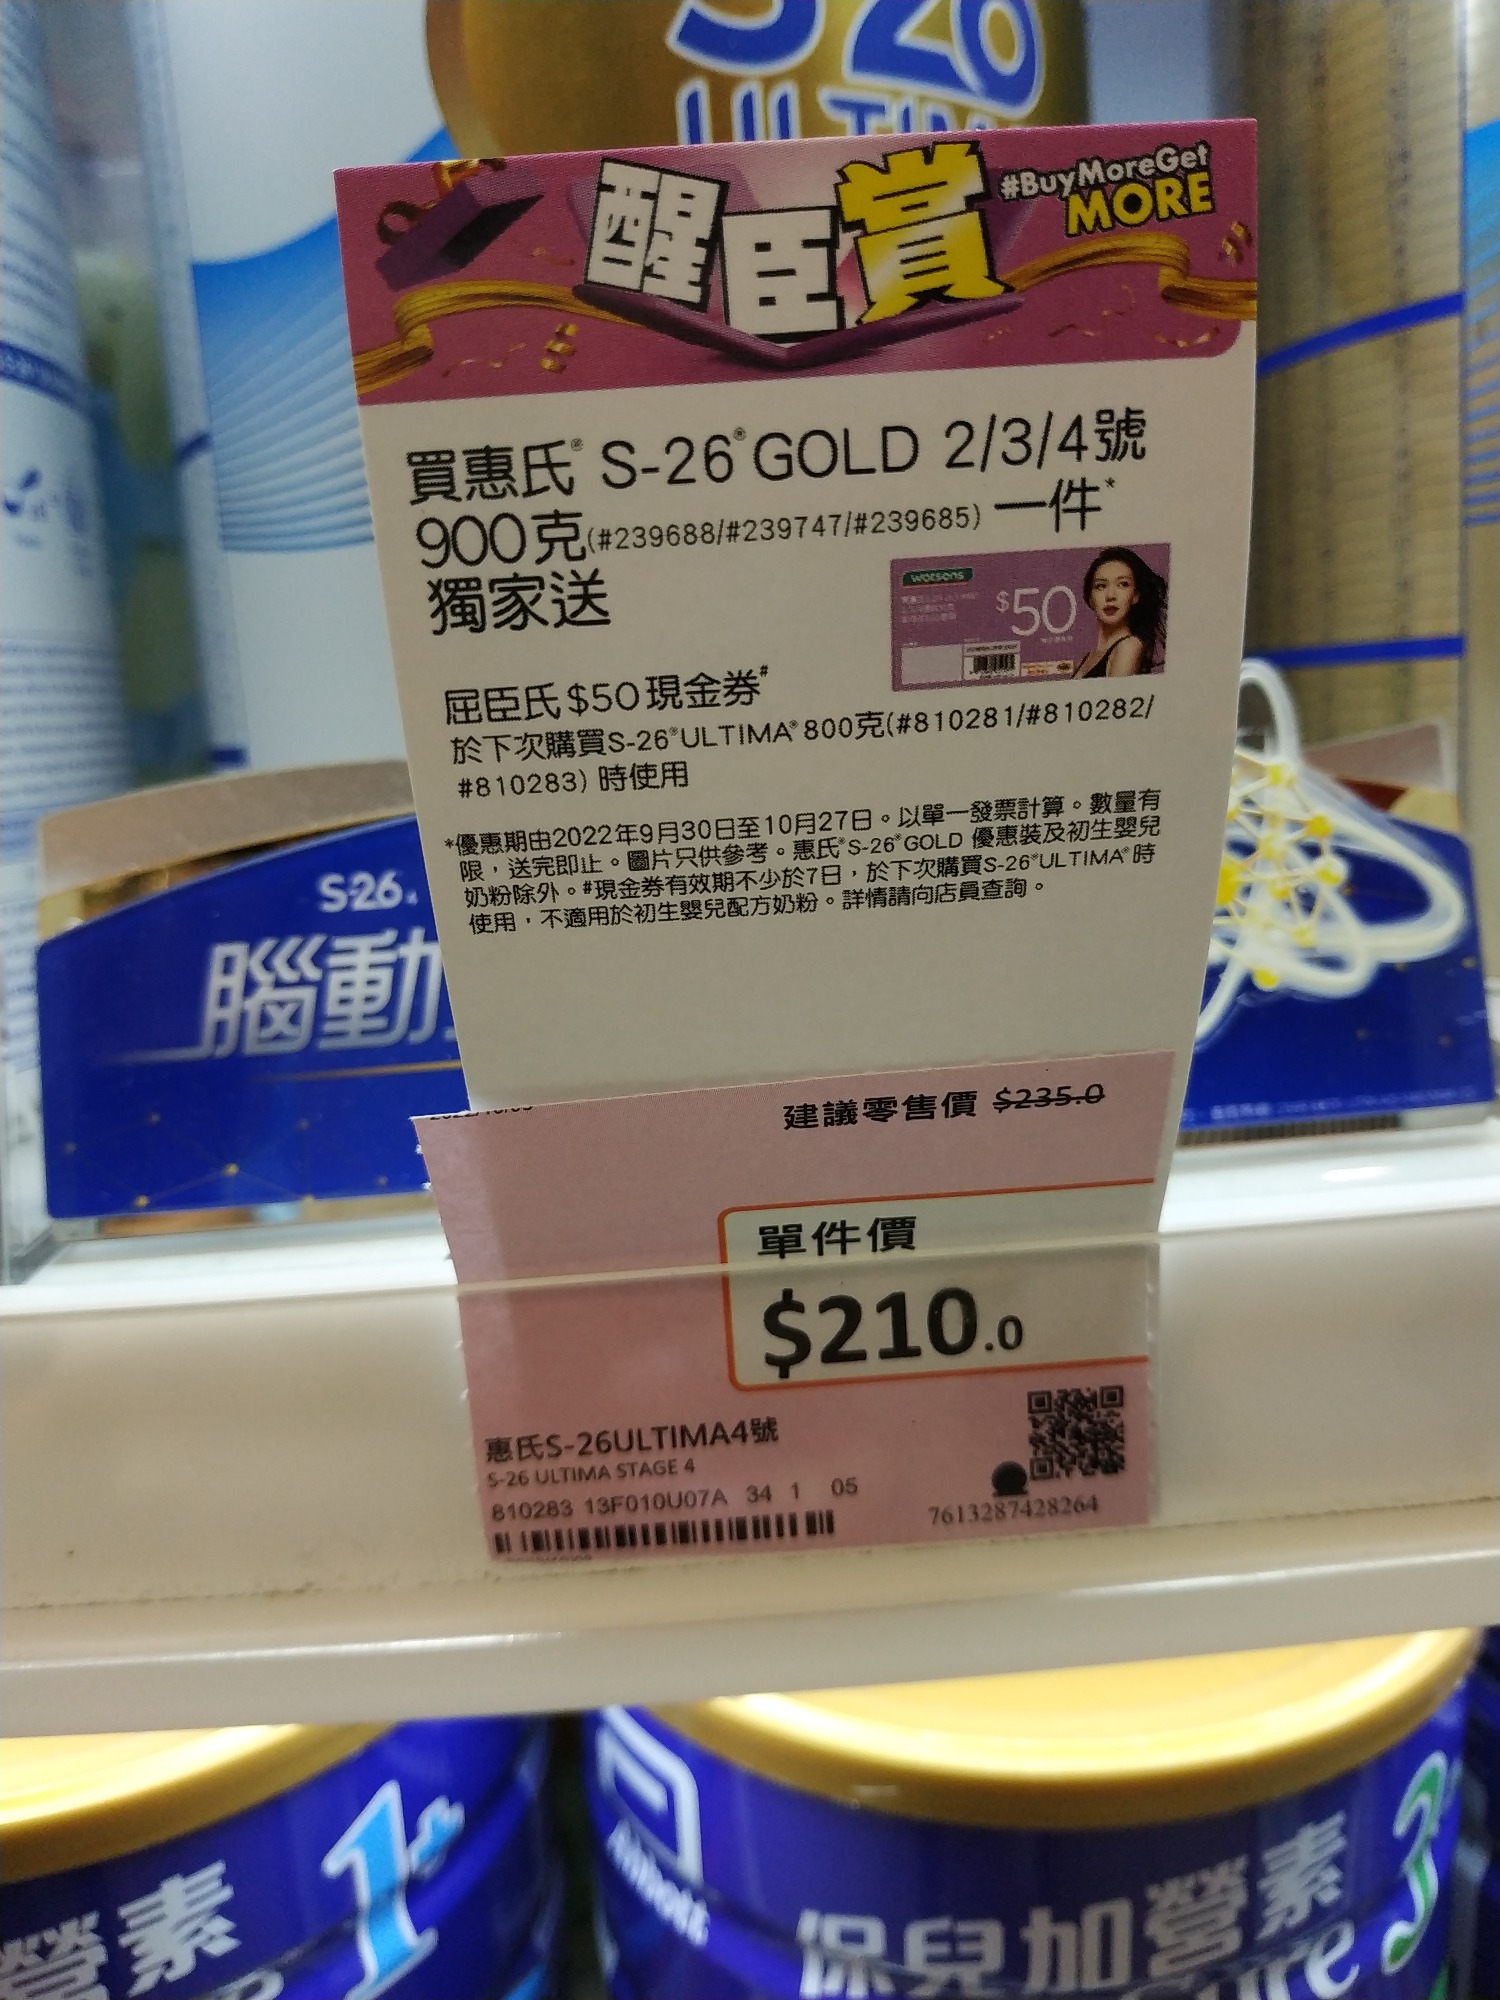 S26
ULTIMA
醒臣賞
#BuyMoreGet
MORE
買惠氏® S-26®GOLD 2/3/4號
900克(#239688/#239747/#239685) 一件*
獨家送
watsons
$50
屈臣氏$50現金券#
於下次購買S-26®ULTIMA®800克(#810281/#810282/
#810283) 時使用
*優惠期由2022年9月30日至10月27日。以單一發票計算。數量有
限，送完即止。圖片只供參考。惠氏®S-26®GOLD 優惠裝及初生嬰兒
奶粉除外。#現金券有效期不少於7日，於下次購買S-26®ULTIMA®時
使用，不適用於初生嬰兒配方奶粉。詳情請向店員查詢。
S-26
腦動
建議零售價 $235.0
單件價
$210.0
惠氏S-26ULTIMA4號
S-26 ULTIMA STAGE 4
810283 13F010U07A 34 1 05
7613287428264
營素
1+
Abbott
保兒加營素
3